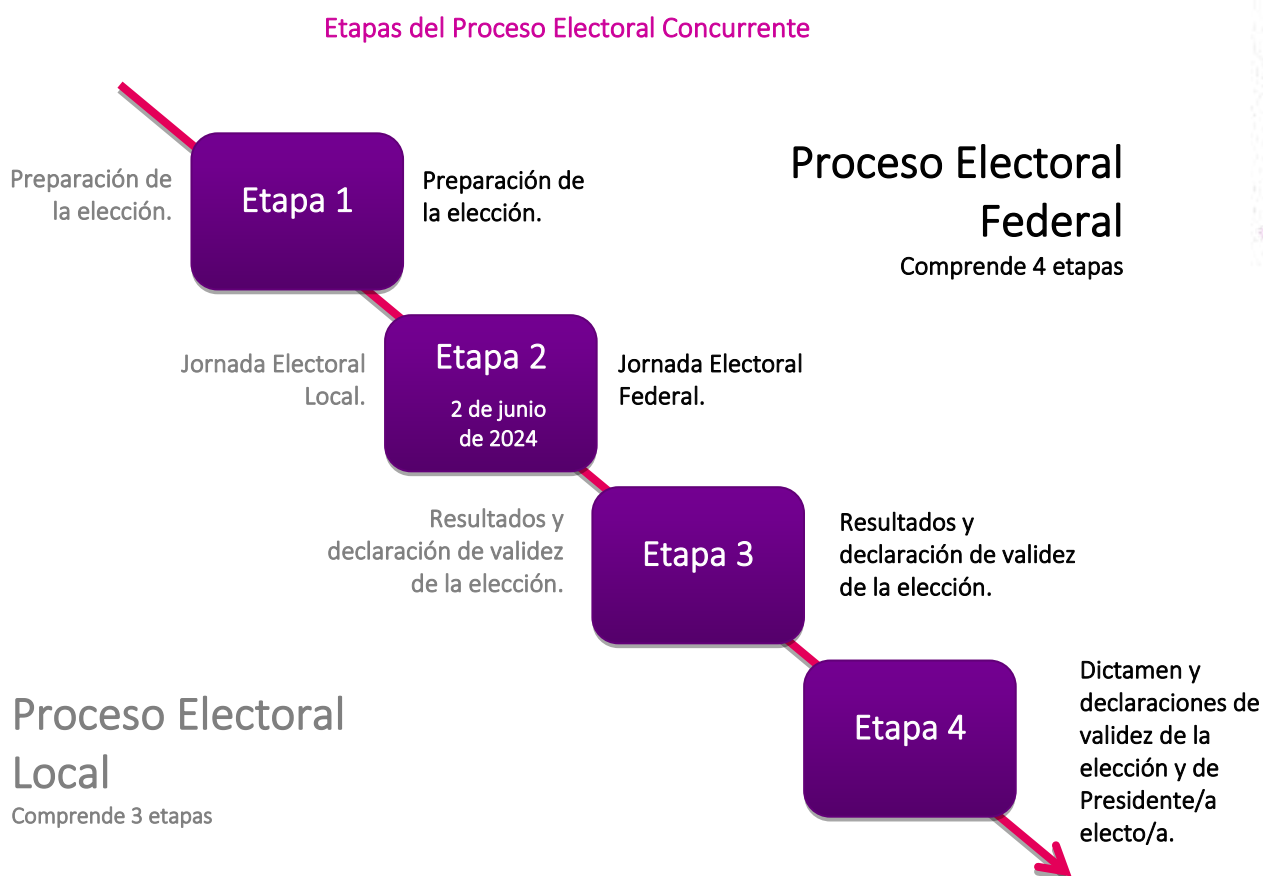 Etapas del Proceso Electoral Concurrente
Proceso Electoral
Federal
Comprende 4 etapas
Preparación de
la elección.
Etapa 1
Preparación de
la elección.
Jornada Electoral
Local.
Etapa 2
2 de junio
de 2024
Jornada Electoral
Federal.
Resultados y
declaración de validez
de la elección.
Etapa 3
Resultados y
declaración de validez
de la elección.
Proceso Electoral
Local
Comprende 3 etapas
Etapa 4
Dictamen y
declaraciones de
validez de la
elección y de
Presidente/a
electo/a.